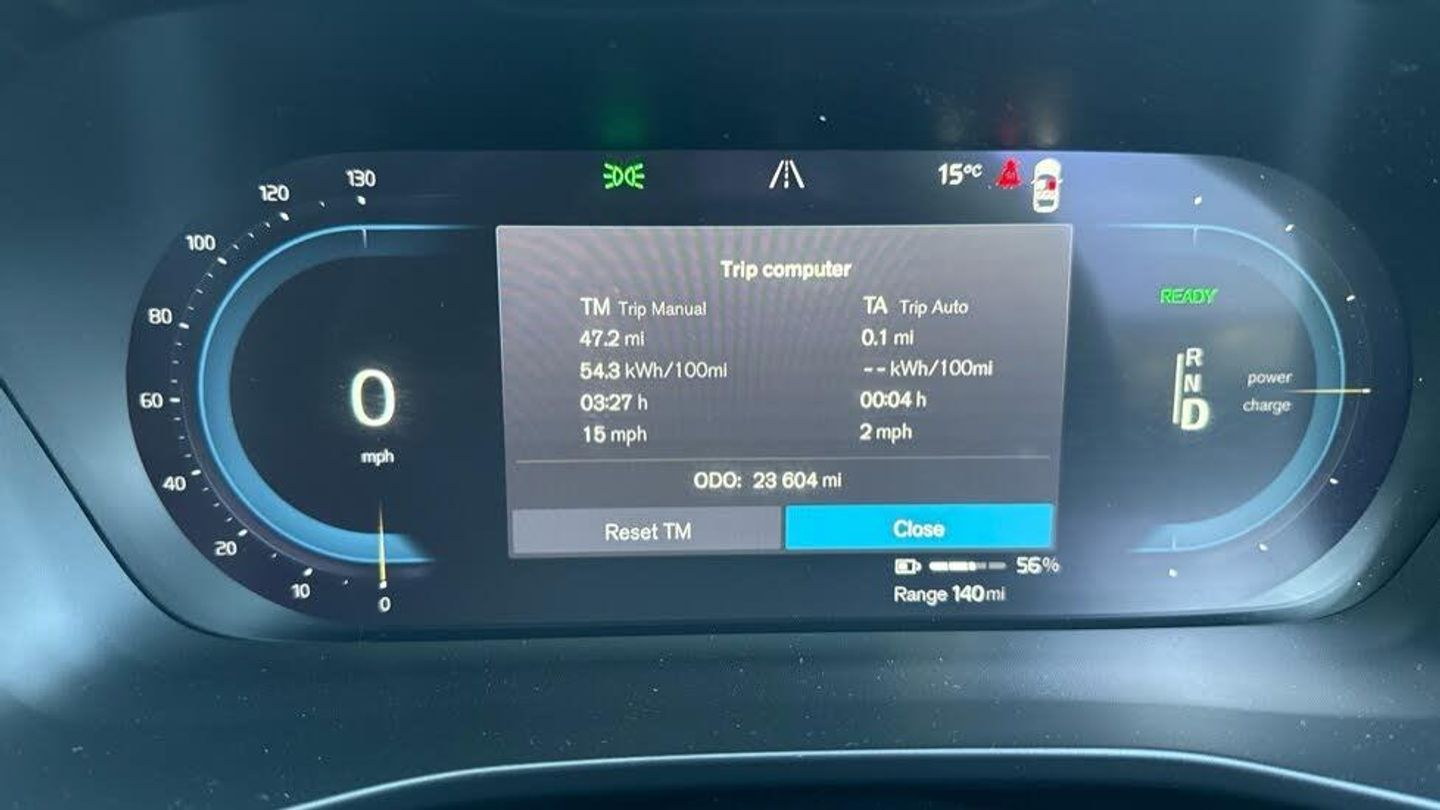 130
120
100
80
60
40
20
10
0
0
mph
15°C
Trip computer
TM Trip Manual
47.2 mi
54.3 kWh/100mi
03:27 h
15 mph
TA Trip Auto
0.1 mi
-- kWh/100mi
00:04 h
2 mph
ODO: 23 604 mi
Reset TM
Close
56%
Range 140 mi
READY
R
N
D
power
charge